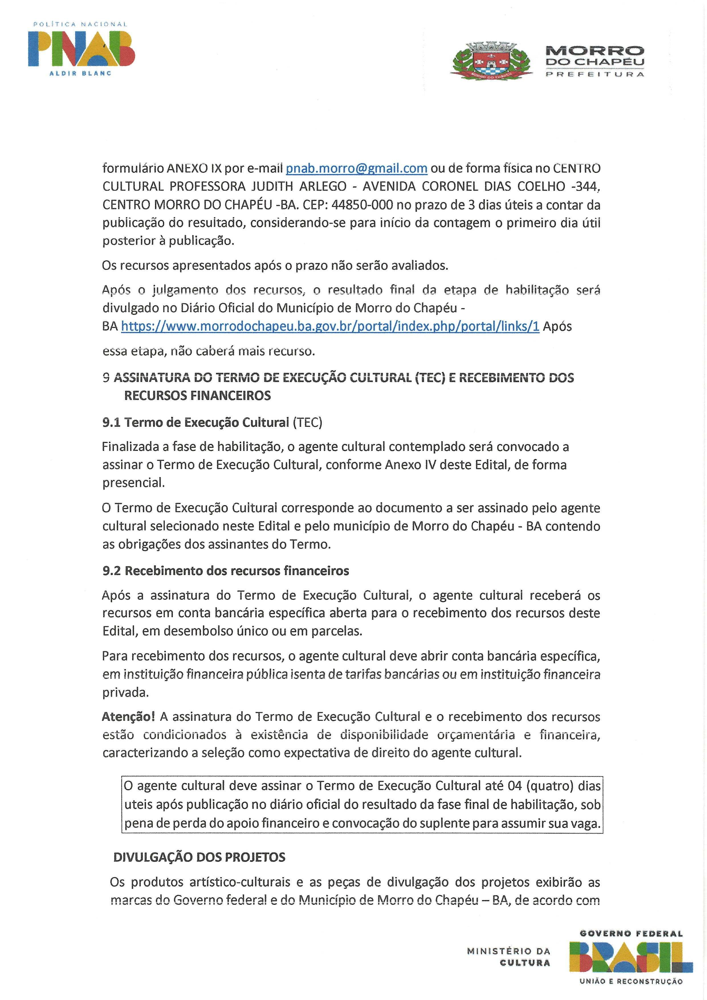 POLÍTICA NACIONAL
PNAB
ALDIR BLANC
MORRO DO CHAPÉU
MORRO
DO CHAPÉU
PREFEITURA
formulário ANEXO IX por e-mail pnab.morro@gmail.com ou de forma física no CENTRO
CULTURAL PROFESSORA JUDITH ARLEGO - AVENIDA CORONEL DIAS COELHO -344,
CENTRO MORRO DO CHAPÉU -BA. CEP: 44850-000 no prazo de 3 dias úteis a contar da
publicação do resultado, considerando-se para início da contagem o primeiro dia útil
posterior à publicação.
Os recursos apresentados após o prazo não serão avaliados.
Após o julgamento dos recursos, o resultado final da etapa de habilitação será
divulgado no Diário Oficial do Município de Morro do Chapéu -
BA https://www.morrodochapeu.ba.gov.br/portal/index.php/portal/links/1 Após
essa etapa, não caberá mais recurso.
9 ASSINATURA DO TERMO DE EXECUÇÃO CULTURAL (TEC) E RECEBIMENTO DOS
RECURSOS FINANCEIROS
9.1 Termo de Execução Cultural (TEC)
Finalizada a fase de habilitação, o agente cultural contemplado será convocado a
assinar o Termo de Execução Cultural, conforme Anexo IV deste Edital, de forma
presencial.
O Termo de Execução Cultural corresponde ao documento a ser assinado pelo agente
cultural selecionado neste Edital e pelo município de Morro do Chapéu - BA contendo
as obrigações dos assinantes do Termo.
9.2 Recebimento dos recursos financeiros
Após a assinatura do Termo de Execução Cultural, o agente cultural receberá os
recursos em conta bancária específica aberta para o recebimento dos recursos deste
Edital, em desembolso único ou em parcelas.
Para recebimento dos recursos, o agente cultural deve abrir conta bancária específica,
em instituição financeira pública isenta de tarifas bancárias ou em instituição financeira
privada.
Atenção! A assinatura do Termo de Execução Cultural e o recebimento dos recursos
estão condicionados à existência de disponibilidade orçamentária e financeira,
caracterizando a seleção como expectativa de direito do agente cultural.
O agente cultural deve assinar o Termo de Execução Cultural até 04 (quatro) dias
uteis após publicação no diário oficial do resultado da fase final de habilitação, sob
pena de perda do apoio financeiro e convocação do suplente para assumir sua vaga.
DIVULGAÇÃO DOS PROJETOS
Os produtos artístico-culturais e as peças de divulgação dos projetos exibirão as
marcas do Governo federal e do Município de Morro do Chapéu – BA, de acordo com
MINISTÉRIO DA
CULTURA
GOVERNO FEDERAL
BRASIL
UNIÃO E RECONSTRUÇÃO